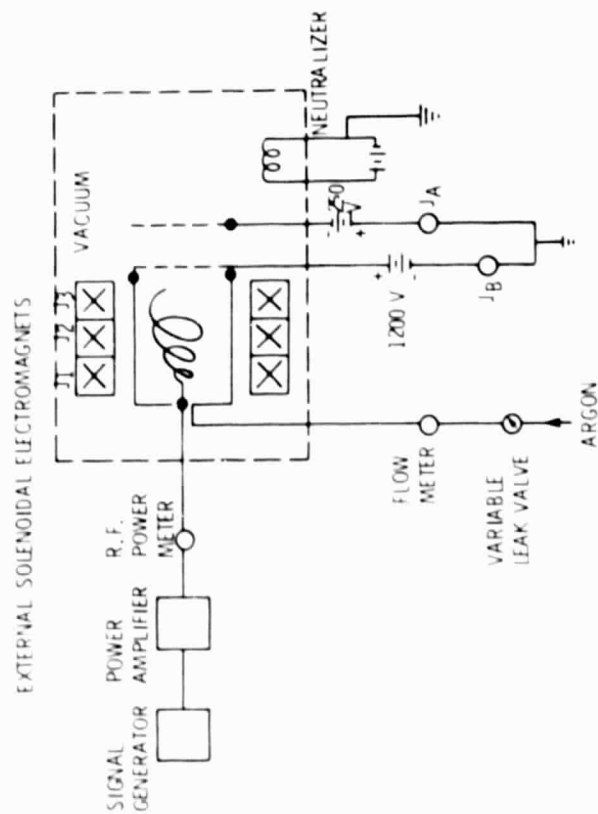 EXTERNAL SOLENOIDAL ELECTROMAGNETS
J1 J2 J3
VACUUM
SIGNAL
GENERATOR
POWER
AMPLIFIER
R.F.
POWER
METER
NEUTRALIZER
1200 V
+
-
-
+
V
J A
J B
FLOW
METER
VARIABLE
LEAK VALVE
ARGON